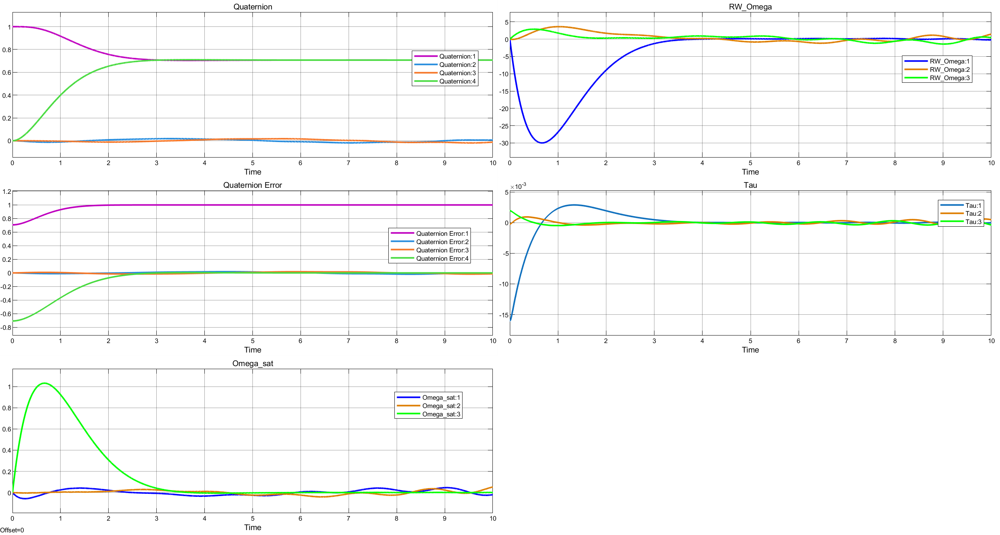 Quaternion
1
0.8
0.6
0.4
0.2
0
0 1 2 3 4 5 6 7 8 9 10
Time
Quaternion:1
Quaternion:2
Quaternion:3
Quaternion:4
RW_Omega
5
0
-5
-10
-15
-20
-25
-30
0 1 2 3 4 5 6 7 8 9 10
Time
RW_Omega:1
RW_Omega:2
RW_Omega:3
Quaternion Error
1.2
1
0.8
0.6
0.4
0.2
0
-0.2
-0.4
-0.6
-0.8
0 1 2 3 4 5 6 7 8 9 10
Time
Quaternion Error:1
Quaternion Error:2
Quaternion Error:3
Quaternion Error:4
Tau
×10-3
5
0
-5
-10
-15
0 1 2 3 4 5 6 7 8 9 10
Time
Tau:1
Tau:2
Tau:3
Omega_sat
1
0.8
0.6
0.4
0.2
0
0 1 2 3 4 5 6 7 8 9 10
Time
Omega_sat:1
Omega_sat:2
Omega_sat:3
Offset=0